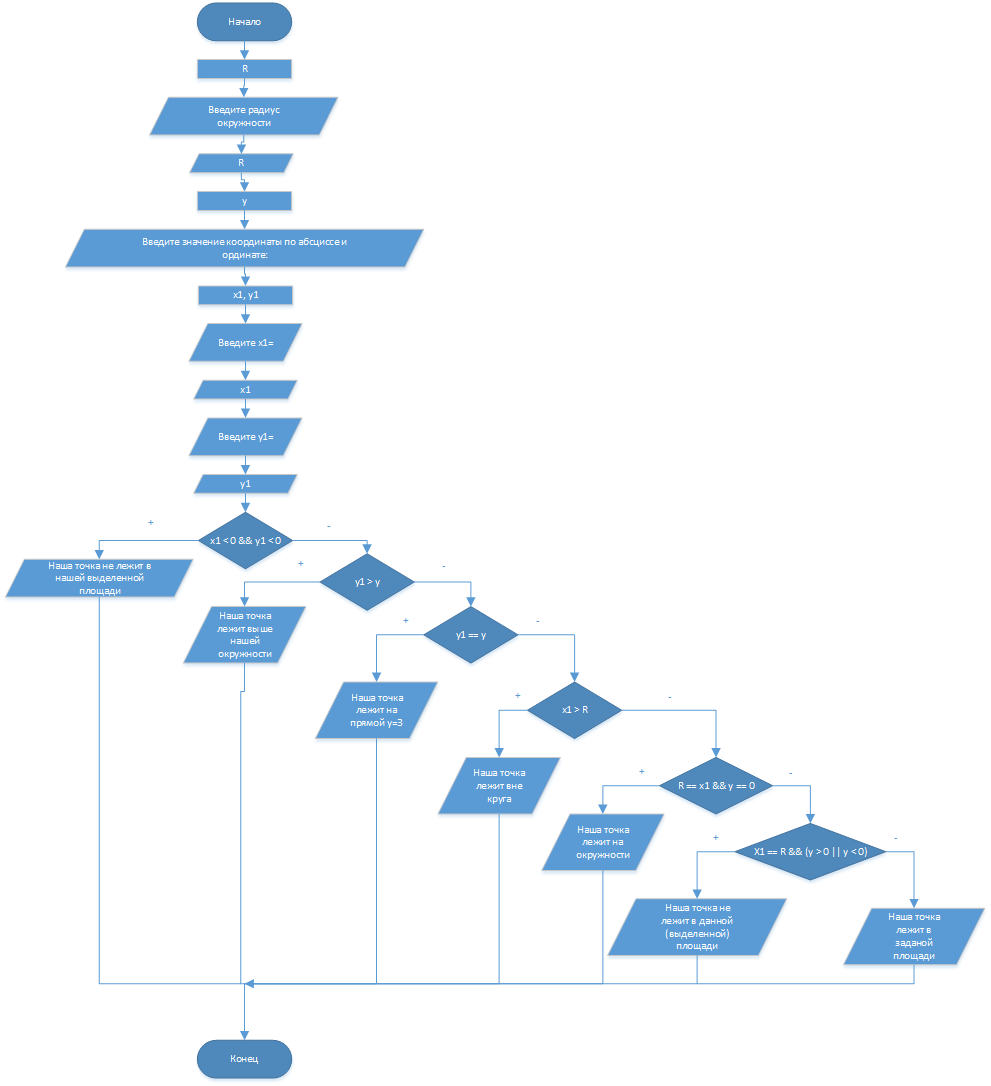 Начало
R
Введите радиус
окружности
R
y
Введите значение координаты по абсциссе и
ординате:
x1, y1
Введите x1=
x1
Введите y1=
y1
x1 < 0 && y1 < 0
+
-
Наша точка не лежит в
нашей выделенной
площади
y1 > y
+
-
Наша точка
лежит выше
нашей
окружности
y1 == y
+
-
Наша точка
лежит на
прямой y=3
x1 > R
+
-
Наша точка
лежит вне
круга
R == x1 && y == 0
+
-
Наша точка
лежит на
окружности
X1 == R && (y > 0 || y < 0)
+
-
Наша точка не
лежит в данной
(выделенной)
площади
Наша точка
лежит в
заданой
площади
Конец